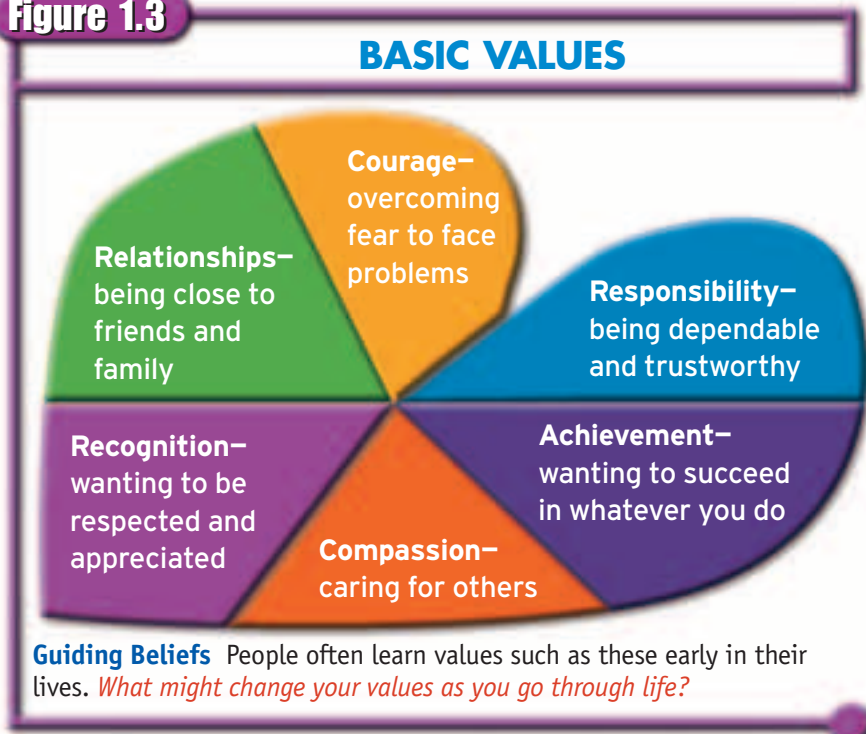 Figure 1.3
BASIC VALUES
Courage–
overcoming
fear to face
problems
Relationships–
being close to
friends and
family
Responsibility–
being dependable
and trustworthy
Recognition–
wanting to be
respected and
appreciated
Achievement–
wanting to succeed
in whatever you do
Compassion–
caring for others
Guiding Beliefs People often learn values such as these early in their
lives. What might change your values as you go through life?